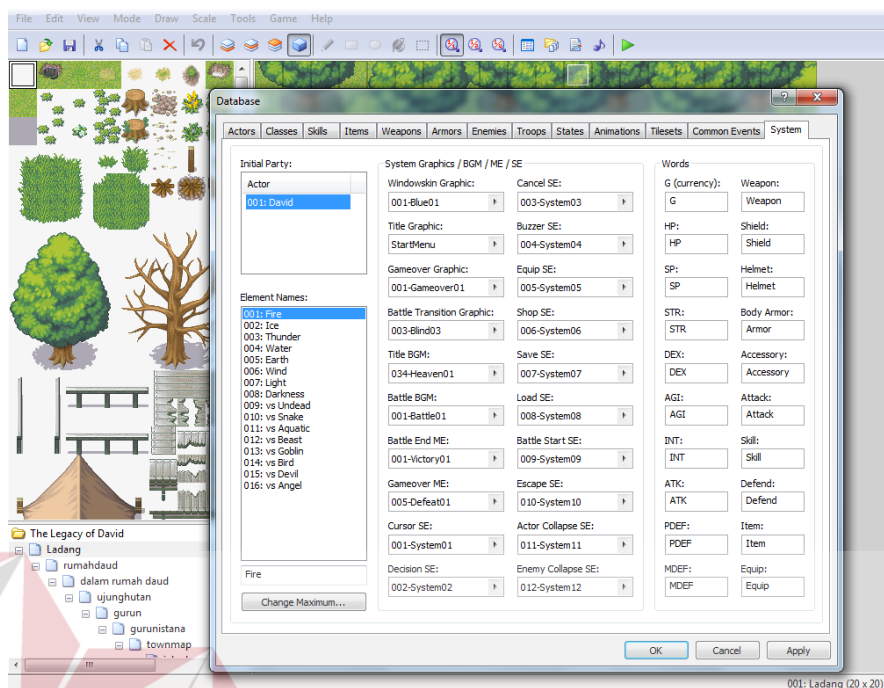 File Edit View Mode Draw Scale Tools Game Help
Database
Actors Classes Skills Items Weapons Armors Enemies Troops States Animations Tilesets Common Events System
Initial Party:
Actor
001: David
Element Names:
001: Fire
002: Ice
003: Thunder
004: Water
005: Earth
006: Wind
007: Light
008: Darkness
009: vs Undead
010: vs Snake
011: vs Aquatic
012: vs Beast
013: vs Goblin
014: vs Bird
015: vs Devil
016: vs Angel
Fire
Change Maximum...
System Graphics / BGM / ME / SE
Windowskin Graphic: Cancel SE:
001-Blue01 003-System03
Title Graphic: Buzzer SE:
StartMenu 004-System04
Gameover Graphic: Equip SE:
001-Gameover01 005-System05
Battle Transition Graphic: Shop SE:
003-Blind03 006-System06
Title BGM: Save SE:
034-Heaven01 007-System07
Battle BGM: Load SE:
001-Battle01 008-System08
Battle End ME: Battle Start SE:
001-Victory01 009-System09
Gameover ME: Escape SE:
005-Defeat01 010-System10
Cursor SE: Actor Collapse SE:
001-System01 011-System11
Decision SE: Enemy Collapse SE:
002-System02 012-System12
Words
G (currency): Weapon:
G Weapon
HP: Shield:
HP Shield
SP: Helmet:
SP Helmet
STR: Body Armor:
STR Armor
DEX: Accessory:
DEX Accessory
AGI: Attack:
AGI Attack
INT: Skill:
INT Skill
ATK: Defend:
ATK Defend
PDEF: Item:
PDEF Item
MDEF: Equip:
MDEF Equip
OK Cancel Apply
The Legacy of David
Ladang
rumahdaud
dalam rumah daud
ujunghutan
gurun
gurunistana
townmap
001: Ladang (20 x 20)